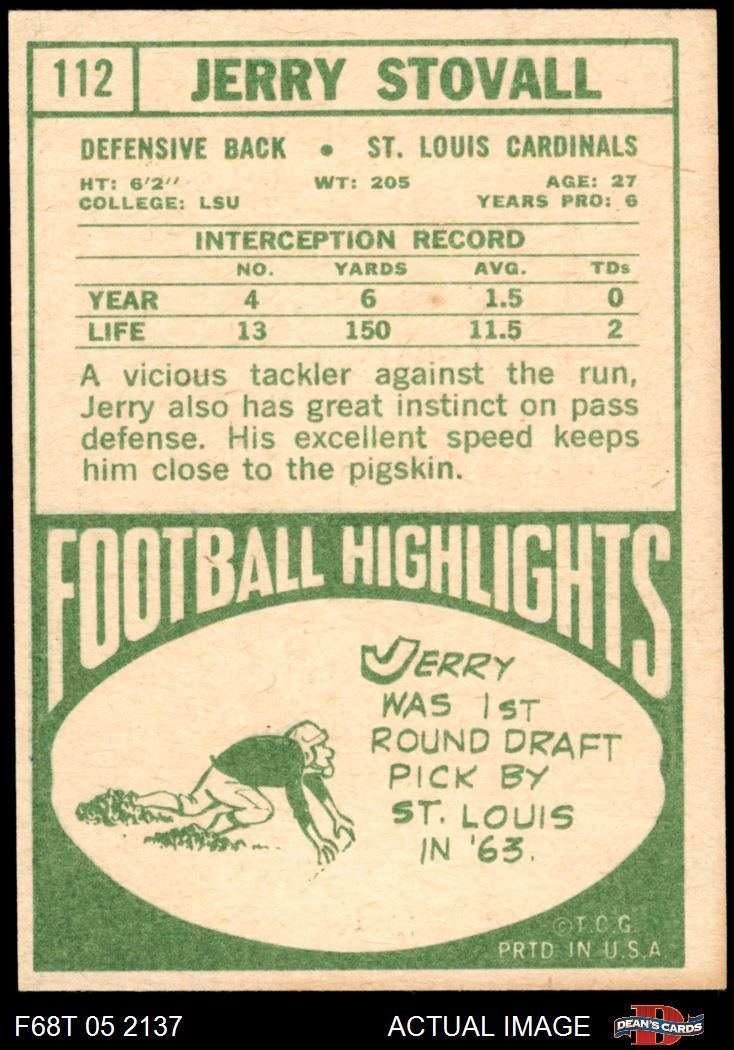 112 JERRY STOVALL
DEFENSIVE BACK • ST. LOUIS CARDINALS
HT: 6'2" WT: 205 AGE: 27
COLLEGE: LSU YEARS PRO: 6
INTERCEPTION RECORD
NO. YARDS AVG. TDs
YEAR 4 6 1.5 0
LIFE 13 150 11.5 2
A vicious tackler against the run,
Jerry also has great instinct on pass
defense. His excellent speed keeps
him close to the pigskin.
FOOTBALL HIGHLIGHTS
JERRY
WAS 1ST
ROUND DRAFT
PICK BY
ST. LOUIS
IN '63.
©T.C.G.
PRTD IN U.S.A
F68T 05 2137 ACTUAL IMAGE D DEAN'S CARDS